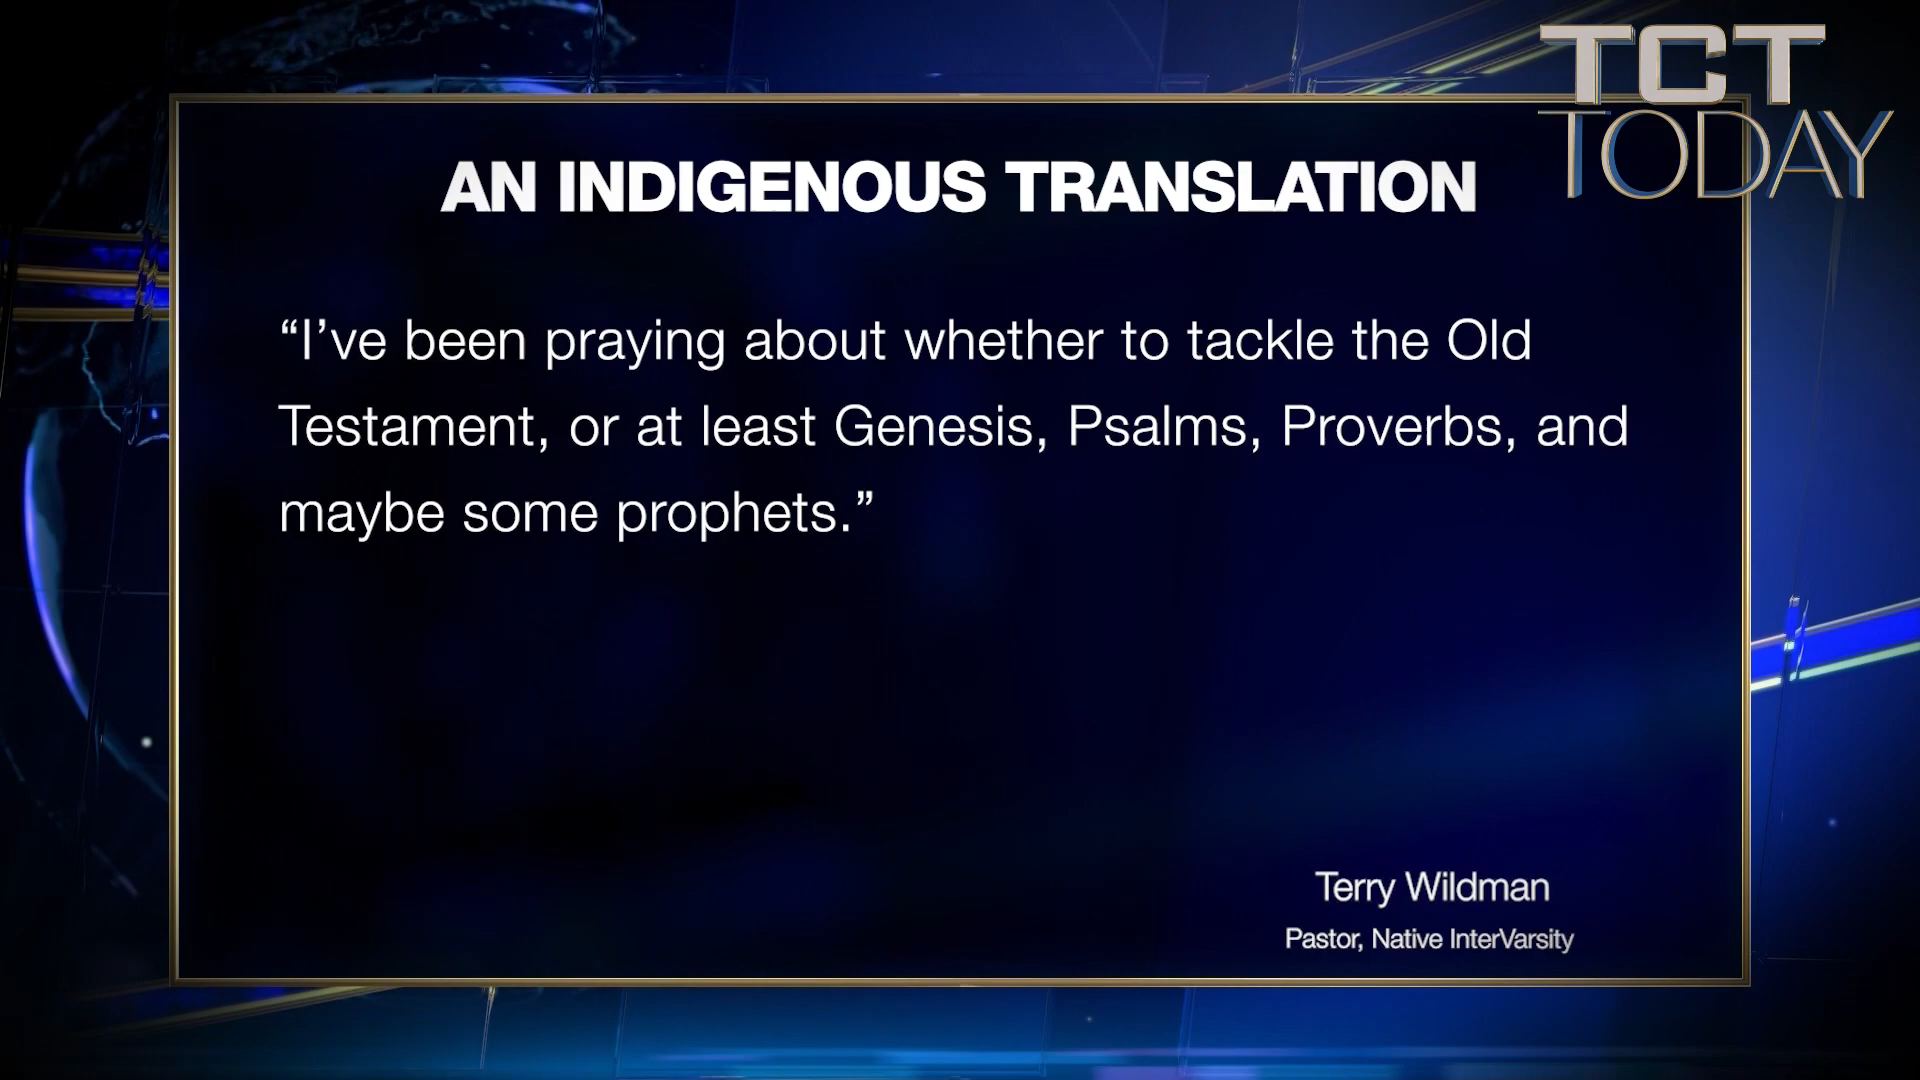 TCT
TODAY
AN INDIGENOUS TRANSLATION
“I’ve been praying about whether to tackle the Old
Testament, or at least Genesis, Psalms, Proverbs, and
maybe some prophets.”
Terry Wildman
Pastor, Native InterVarsity